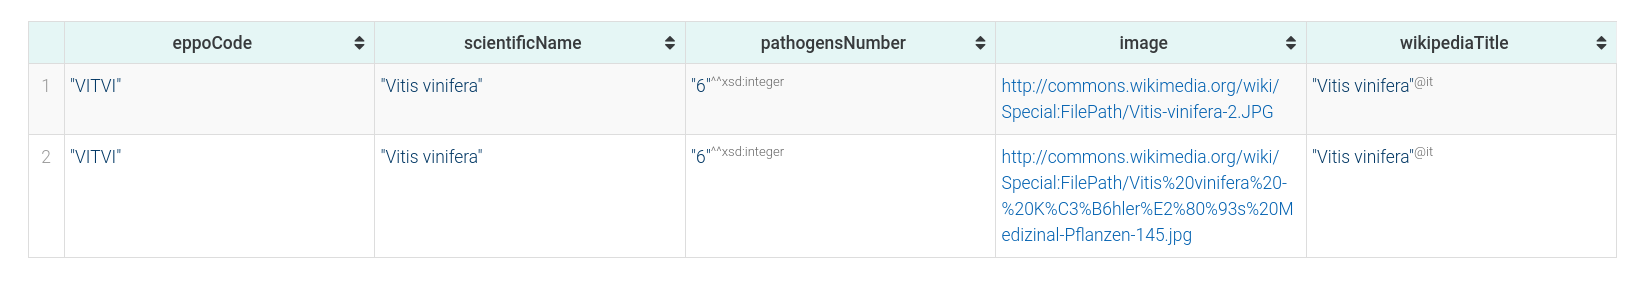 eppoCode scientificName pathogensNumber image wikipediaTitle
1 "VITVI" "Vitis vinifera" "6"^^xsd:integer http://commons.wikimedia.org/wiki/ "Vitis vinifera"@it
Special:FilePath/Vitis-vinifera-2.JPG
2 "VITVI" "Vitis vinifera" "6"^^xsd:integer http://commons.wikimedia.org/wiki/ "Vitis vinifera"@it
Special:FilePath/Vitis%20vinifera%20-
%20K%C3%B6hler%E2%80%93s%20M
edizinal-Pflanzen-145.jpg